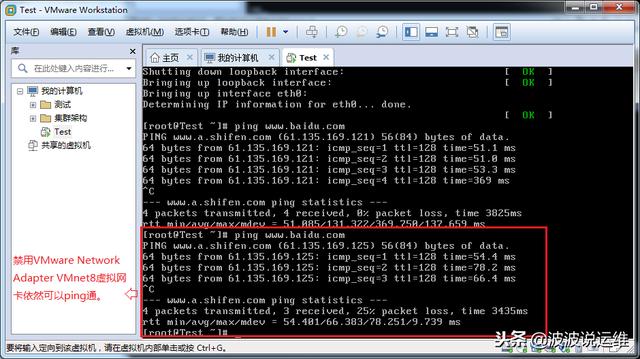 Test - VMware Workstation
文件(F) 编辑(E) 查看(V) 虚拟机(M) 选项卡(T) 帮助(H)
库
在此处键入内容进行...
我的计算机
测试
集群架构
Test
共享的虚拟机
主页 我的计算机 Test
Shutting down loopback interface: [ OK ]
Bringing up loopback interface: [ OK ]
Bringing up interface eth0:
Determining IP information for eth0... done.
[ OK ]
[root@Test ~]# ping www.baidu.com
PING www.a.shifen.com (61.135.169.121) 56(84) bytes of data.
64 bytes from 61.135.169.121: icmp_seq=1 ttl=128 time=51.1 ms
64 bytes from 61.135.169.121: icmp_seq=2 ttl=128 time=51.0 ms
64 bytes from 61.135.169.121: icmp_seq=3 ttl=128 time=53.3 ms
64 bytes from 61.135.169.121: icmp_seq=4 ttl=128 time=369 ms
^C
--- www.a.shifen.com ping statistics ---
4 packets transmitted, 4 received, 0% packet loss, time 3825ms
rtt min/avg/max/mdev = 51.085/131.322/369.750/137.659 ms
[root@Test ~]# ping www.baidu.com
PING www.a.shifen.com (61.135.169.125) 56(84) bytes of data.
64 bytes from 61.135.169.125: icmp_seq=1 ttl=128 time=54.4 ms
64 bytes from 61.135.169.125: icmp_seq=2 ttl=128 time=78.2 ms
64 bytes from 61.135.169.125: icmp_seq=3 ttl=128 time=66.4 ms
^C
--- www.a.shifen.com ping statistics ---
4 packets transmitted, 3 received, 25% packet loss, time 3435ms
rtt min/avg/max/mdev = 54.401/66.383/78.251/9.739 ms
[root@Test ~]#
禁用VMware Network
Adapter VMnet8虚拟网
卡依然可以ping通。
要将输入定向到该虚拟机，请在虚拟机内部单击或按 Ctrl+G。
头条 @波波说运维